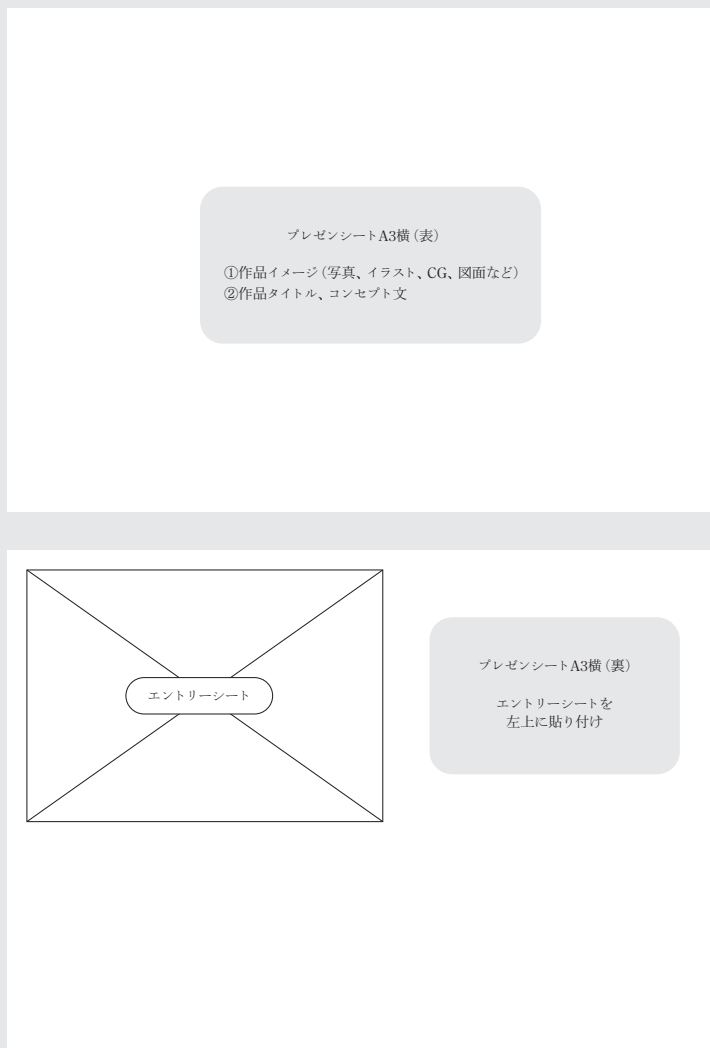 プレゼンシートA3横（表）
①作品イメージ（写真、イラスト、CG、図面など）
②作品タイトル、コンセプト文
エントリーシート
プレゼンシートA3横（裏）
エントリーシートを
左上に貼り付け